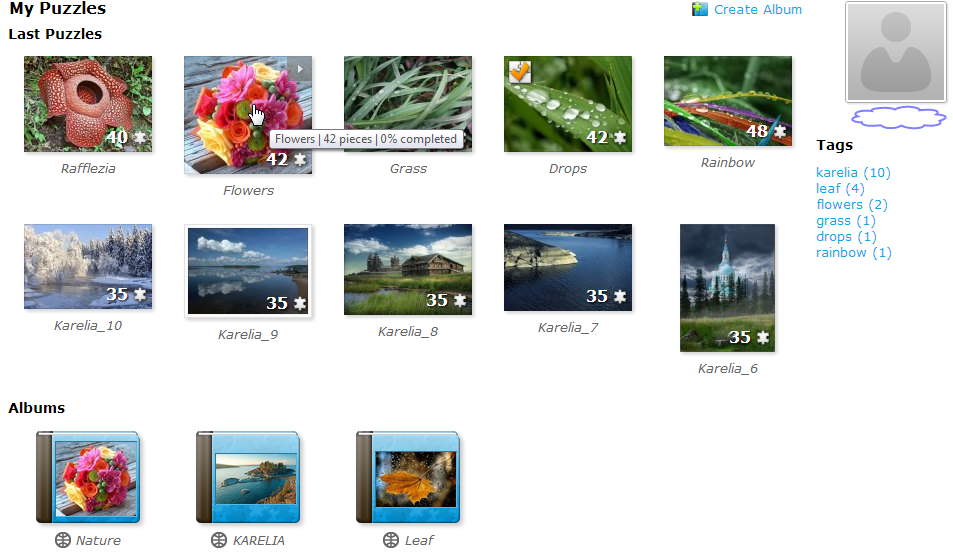 My Puzzles
Create Album
Last Puzzles
40
42
Flowers | 42 pieces | 0% completed
42
48
Rafflezia
Flowers
Grass
Drops
Rainbow
Tags
karelia (10)
leaf (4)
flowers (2)
grass (1)
drops (1)
rainbow (1)
35
35
35
35
35
Karelia_10
Karelia_9
Karelia_8
Karelia_7
Karelia_6
Albums
Nature
KARELIA
Leaf